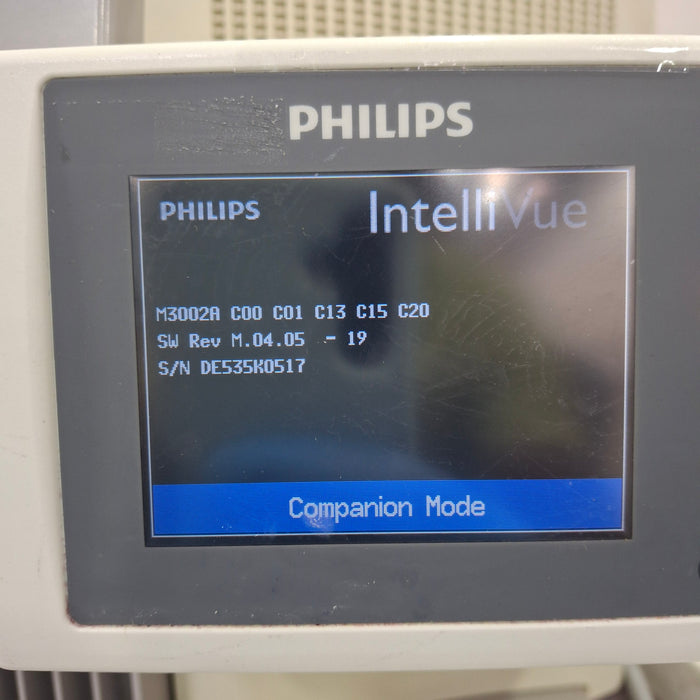 PHILIPS
PHILIPS IntelliVue
M3002A C00 C01 C13 C15 C20
SW Rev M.04.05 - 19
S/N DE535K0517
Companion Mode